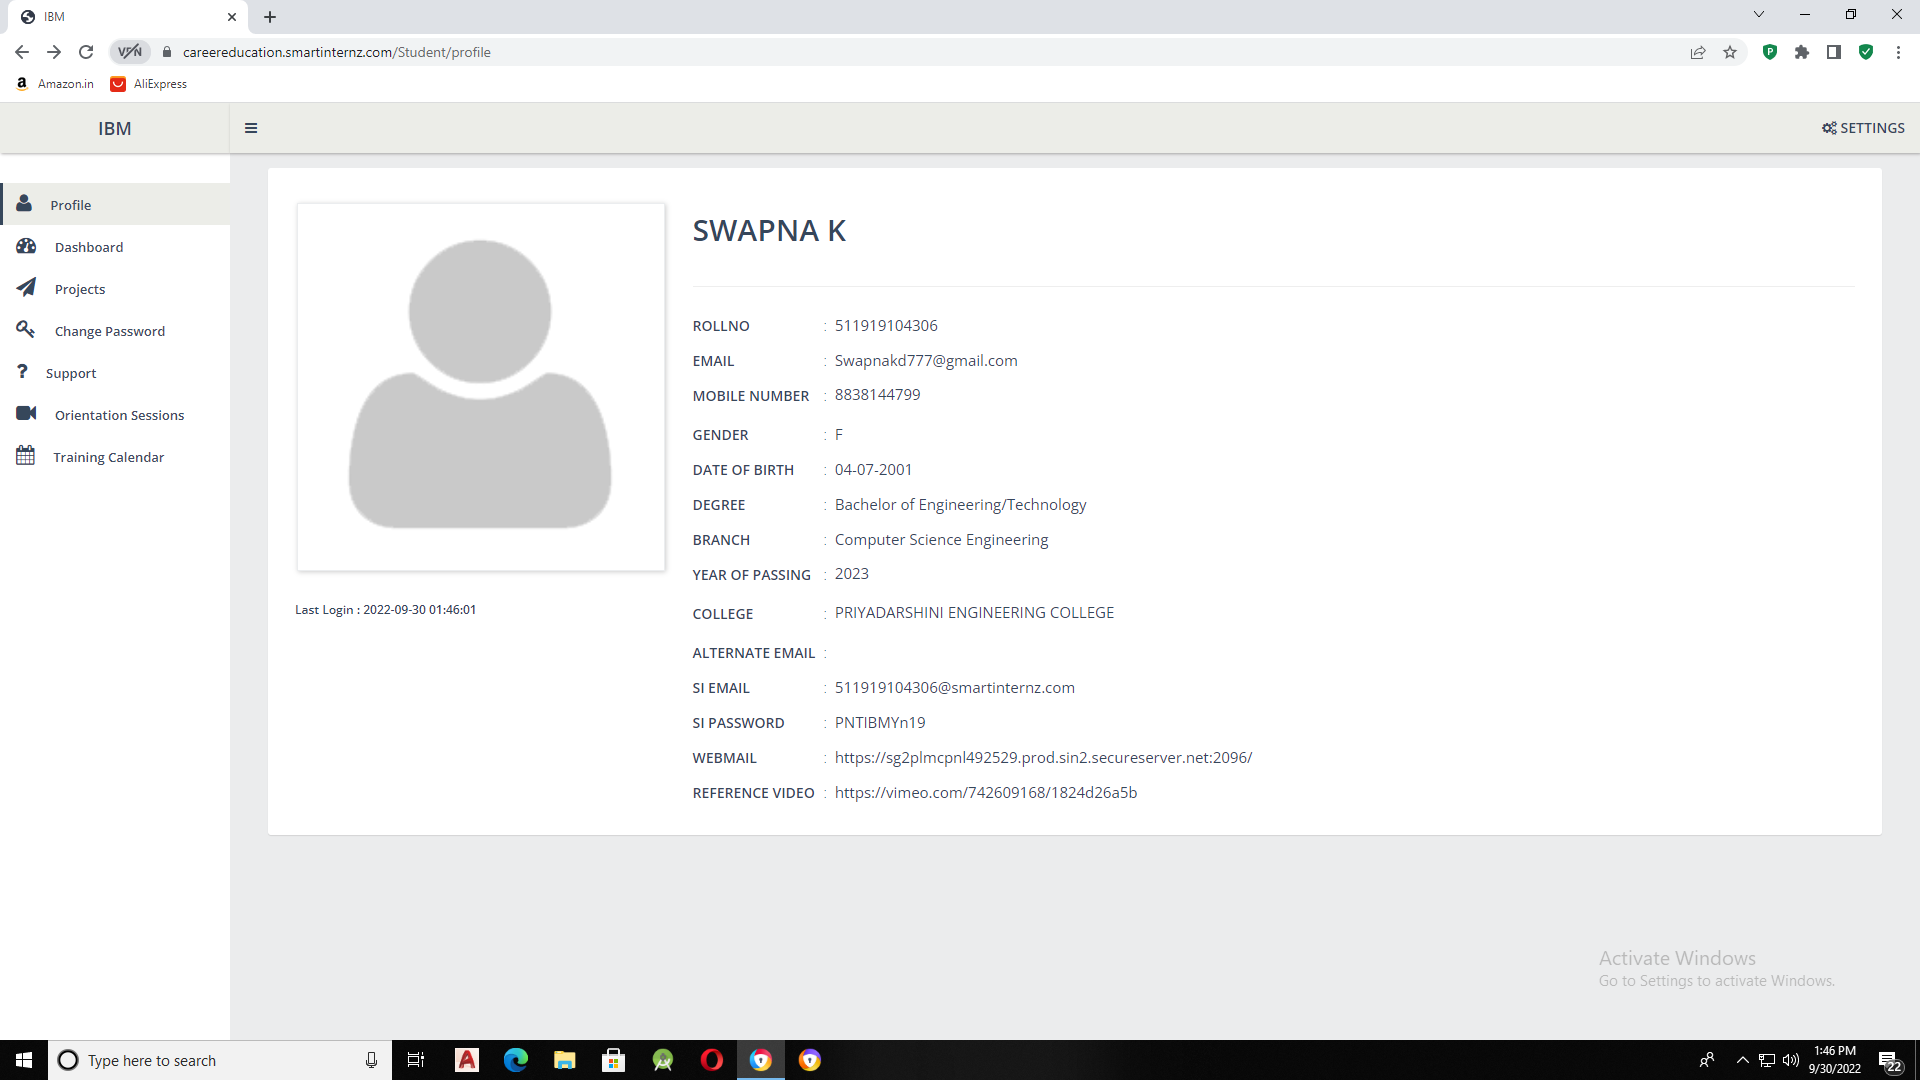 IBM
VPN
careereducation.smartinternz.com/Student/profile
Amazon.in
AliExpress
IBM
SETTINGS
Profile
Dashboard
Projects
Change Password
Support
Orientation Sessions
Training Calendar
SWAPNA K
ROLLNO : 511919104306
EMAIL : Swapnakd777@gmail.com
MOBILE NUMBER : 8838144799
GENDER : F
DATE OF BIRTH : 04-07-2001
DEGREE : Bachelor of Engineering/Technology
BRANCH : Computer Science Engineering
YEAR OF PASSING : 2023
COLLEGE : PRIYADARSHINI ENGINEERING COLLEGE
ALTERNATE EMAIL :
SI EMAIL : 511919104306@smartinternz.com
SI PASSWORD : PNTIBMYn19
WEBMAIL : https://sg2plmcpnl492529.prod.sin2.secureserver.net:2096/
REFERENCE VIDEO : https://vimeo.com/742609168/1824d26a5b
Last Login : 2022-09-30 01:46:01
Activate Windows
Go to Settings to activate Windows.
Type here to search
1:46 PM
9/30/2022
22